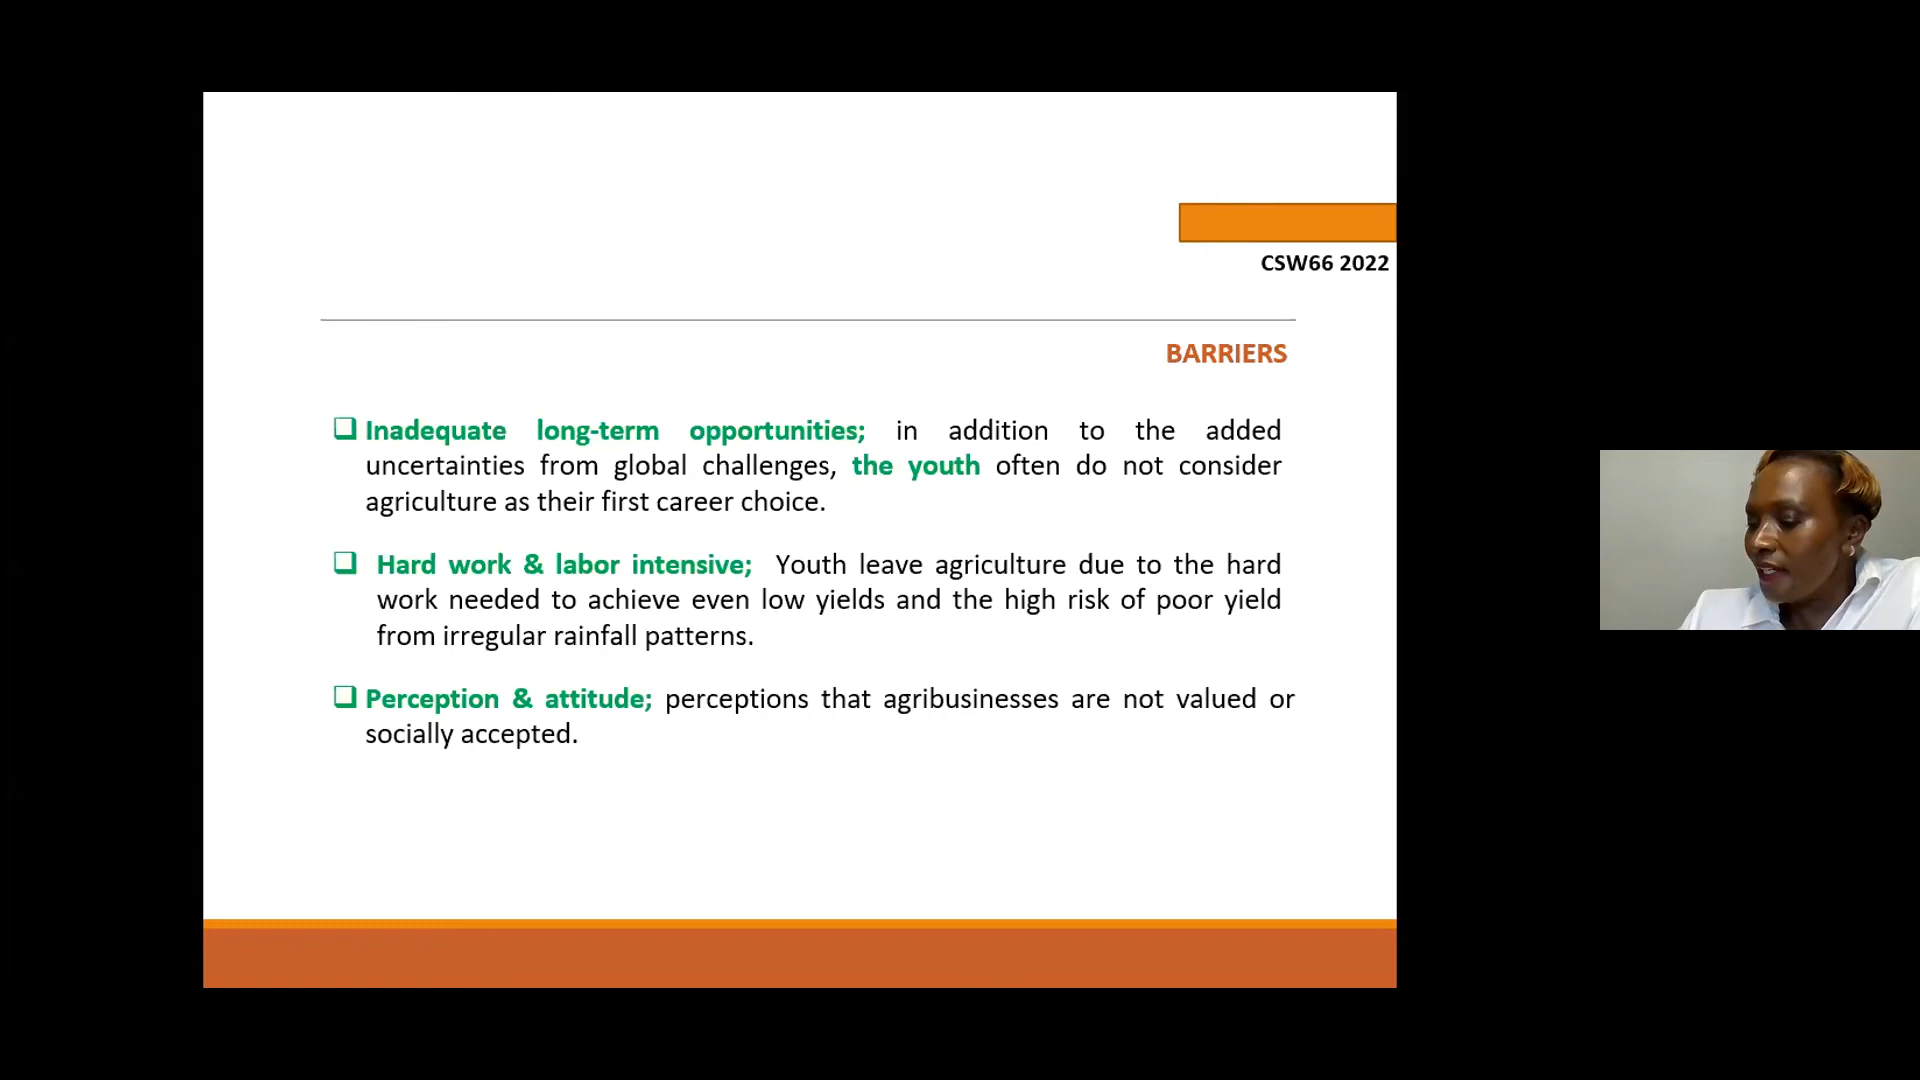 CSW66 2022
BARRIERS
Inadequate long-term opportunities; in addition to the added
uncertainties from global challenges, the youth often do not consider
agriculture as their first career choice.
Hard work & labor intensive; Youth leave agriculture due to the hard
work needed to achieve even low yields and the high risk of poor yield
from irregular rainfall patterns.
Perception & attitude; perceptions that agribusinesses are not valued or
socially accepted.